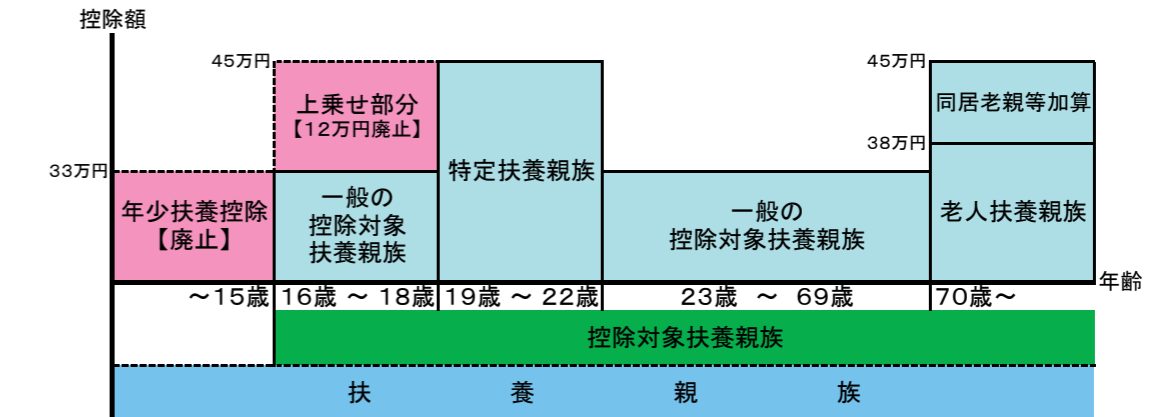 控除額
45万円
45万円
上乗せ部分
【12万円廃止】
同居老親等加算
38万円
33万円
特定扶養親族
年少扶養控除
【廃止】
一般の
控除対象
扶養親族
一般の
控除対象扶養親族
老人扶養親族
年齢
～15歳
16歳 ～ 18歳
19歳 ～ 22歳
23歳 ～ 69歳
70歳～
控除対象扶養親族
扶 養 親 族